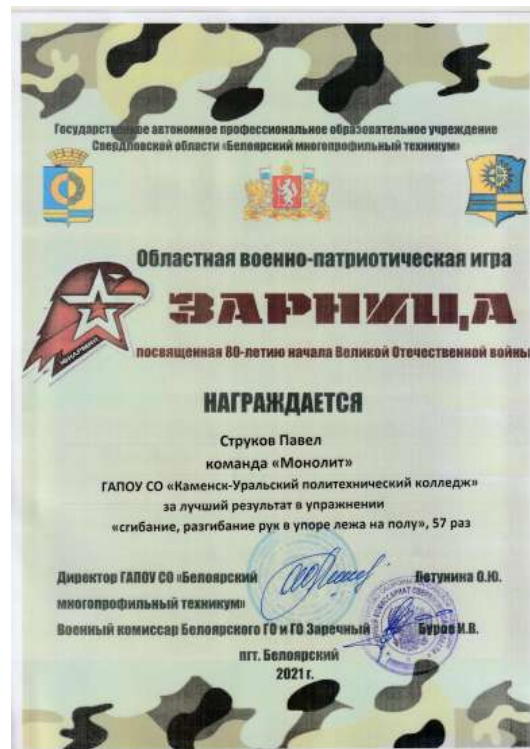 Государственное автономное профессиональное образовательное учреждение
Свердловской области «Белоярский многопрофильный техникум»
Областная военно-патриотическая игра
ЗАРНИЦА
посвященная 80-летию начала Великой Отечественной войны
ЮНАРМИЯ
НАГРАЖДАЕТСЯ
Струков Павел
команда «Монолит»
ГАПОУ СО «Каменск-Уральский политехнический колледж»
за лучший результат в упражнении
«сгибание, разгибание рук в упоре лежа на полу», 57 раз
Директор ГАПОУ СО «Белоярский
многопрофильный техникум»
Петунина О.Ю.
Военный комиссар Белоярского ГО и ГО Заречный
Буров И.В.
пгт. Белоярский
2021 г.